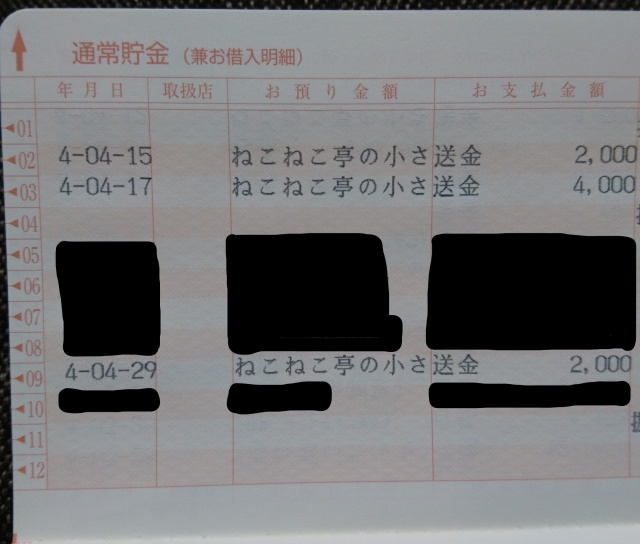 通常貯金（兼お借入明細）
年月日 取扱店 お預り金額 お支払金額
01
02 4-04-15 ねこねこ亭の小さ 送金 2,000
03 4-04-17 ねこねこ亭の小さ 送金 4,000
04
05
06
07
08
09 4-04-29 ねこねこ亭の小さ 送金 2,000
10
11
12